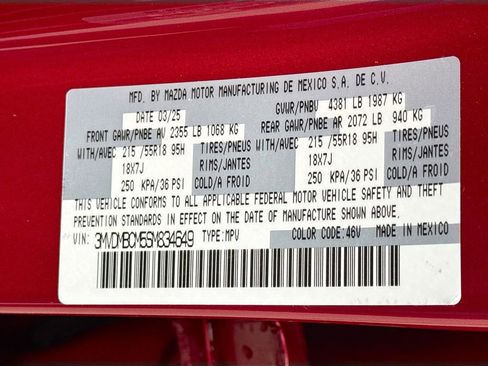 MFD. BY MAZDA MOTOR MANUFACTURING DE MEXICO S.A. DE C.V.
DATE 03/25 GVWR/PNBV 4381 LB 1987 KG
FRONT GAWR/PNBE AV 2355 LB 1068 KG REAR GAWR/PNBE AR 2072 LB 940 KG
WITH/AVEC 215 /55R18 95H TIRES/PNEUS WITH/AVEC 215 /55R18 95H TIRES/PNEUS
18X7J RIMS/JANTES 18X7J RIMS/JANTES
250 KPA/36 PSI COLD/A FROID 250 KPA/36 PSI COLD/A FROID
THIS VEHICLE CONFORMS TO ALL APPLICABLE FEDERAL MOTOR VEHICLE SAFETY AND THEFT
PREVENTION STANDARDS IN EFFECT ON THE DATE OF MANUFACTURE SHOWN ABOVE.
VIN: 3MVDMBCM5SM834649 TYPE: MPV COLOR CODE: 46V MADE IN MEXICO